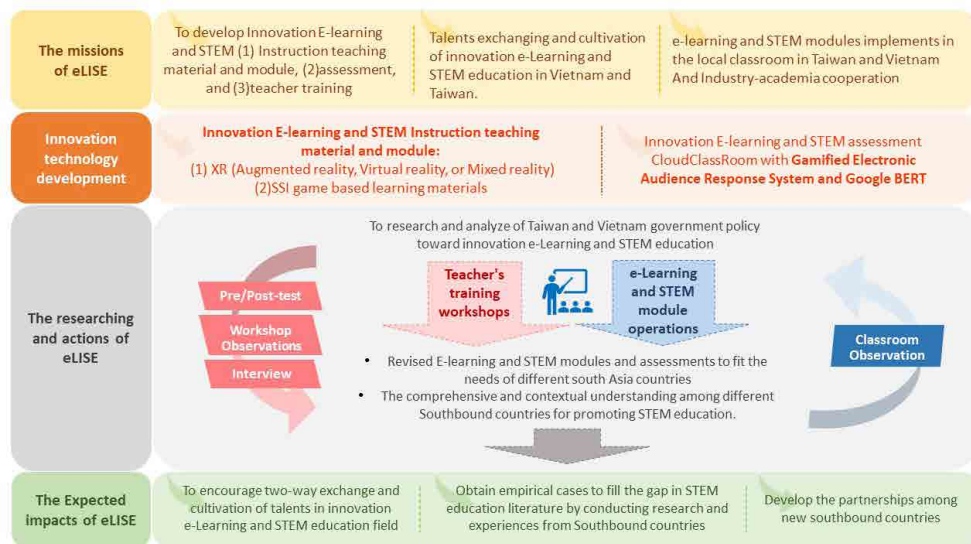 The missions
of eLISE
To develop Innovation E-learning
and STEM (1) Instruction teaching
material and module, (2)assessment,
and (3)teacher training
Talents exchanging and cultivation
of innovation e-Learning and
STEM education in Vietnam and
Taiwan.
e-learning and STEM modules implements in
the local classroom in Taiwan and Vietnam
And Industry-academia cooperation
Innovation
technology
development
Innovation E-learning and STEM Instruction teaching
material and module:
(1) XR (Augmented reality, Virtual reality, or Mixed reality)
(2)SSI game based learning materials
Innovation E-learning and STEM assessment
CloudClassRoom with Gamified Electronic
Audience Response System and Google BERT
The researching
and actions of
eLISE
To research and analyze of Taiwan and Vietnam government policy
toward innovation e-Learning and STEM education
Pre/Post-test
Workshop
Observations
Interview
Teacher's
training
workshops
e-Learning
and STEM
module
operations
Classroom
Observation
• Revised E-learning and STEM modules and assessments to fit the
needs of different south Asia countries
• The comprehensive and contextual understanding among different
Southbound countries for promoting STEM education.
The Expected
impacts of eLISE
To encourage two-way exchange and
cultivation of talents in innovation
e-Learning and STEM education field
Obtain empirical cases to fill the gap in STEM
education literature by conducting research and
experiences from Southbound countries
Develop the partnerships among
new southbound countries